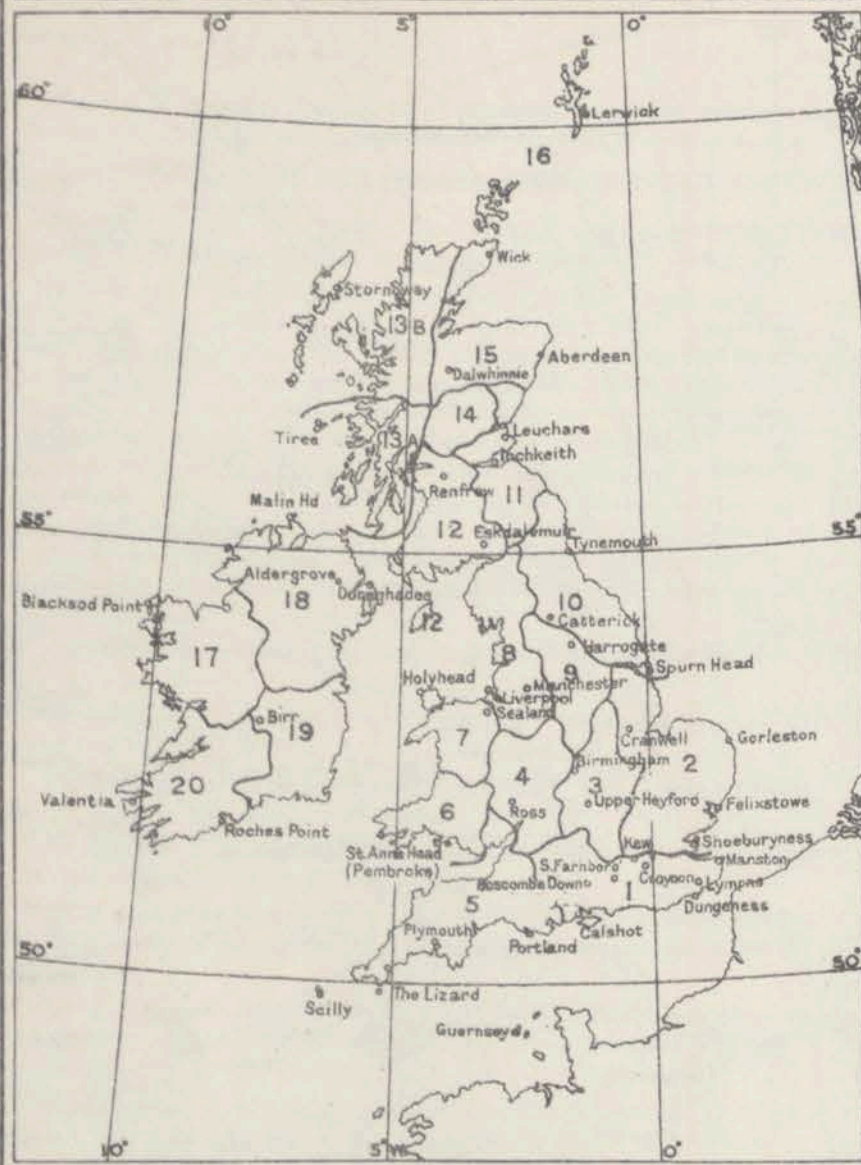 10° 5° 0°
60°
Lerwick
16
Wick
Stornoway
13B
15
Aberdeen
Dalwhinnie
14
Tiree
13A
Leuchars
Inchkeith
Renfrew
11
Malin Hd
12
Eskdalemuir
55° 55°
Tynemouth
Aldergrove
Donaghadee
18
Blacksod Point
10
12
Catterick
17
8
Harrogate
9
Spurn Head
Holyhead
Manchester
Liverpool
Sealand
Birr
19
7
Cranwell
Gorleston
2
Birmingham
4
3
20
Valentia
Ross
Upper Heyford
Felixstowe
6
Roches Point
Shoeburyness
St. Anns Head
(Pembroke)
Kew
Manston
S. Farnboro
Croydon
Lympne
Boscombe Down
1
Dungeness
5
Plymouth
Portland
Calshot
50° 50°
The Lizard
Scilly
Guernsey
10° 5°W 0°